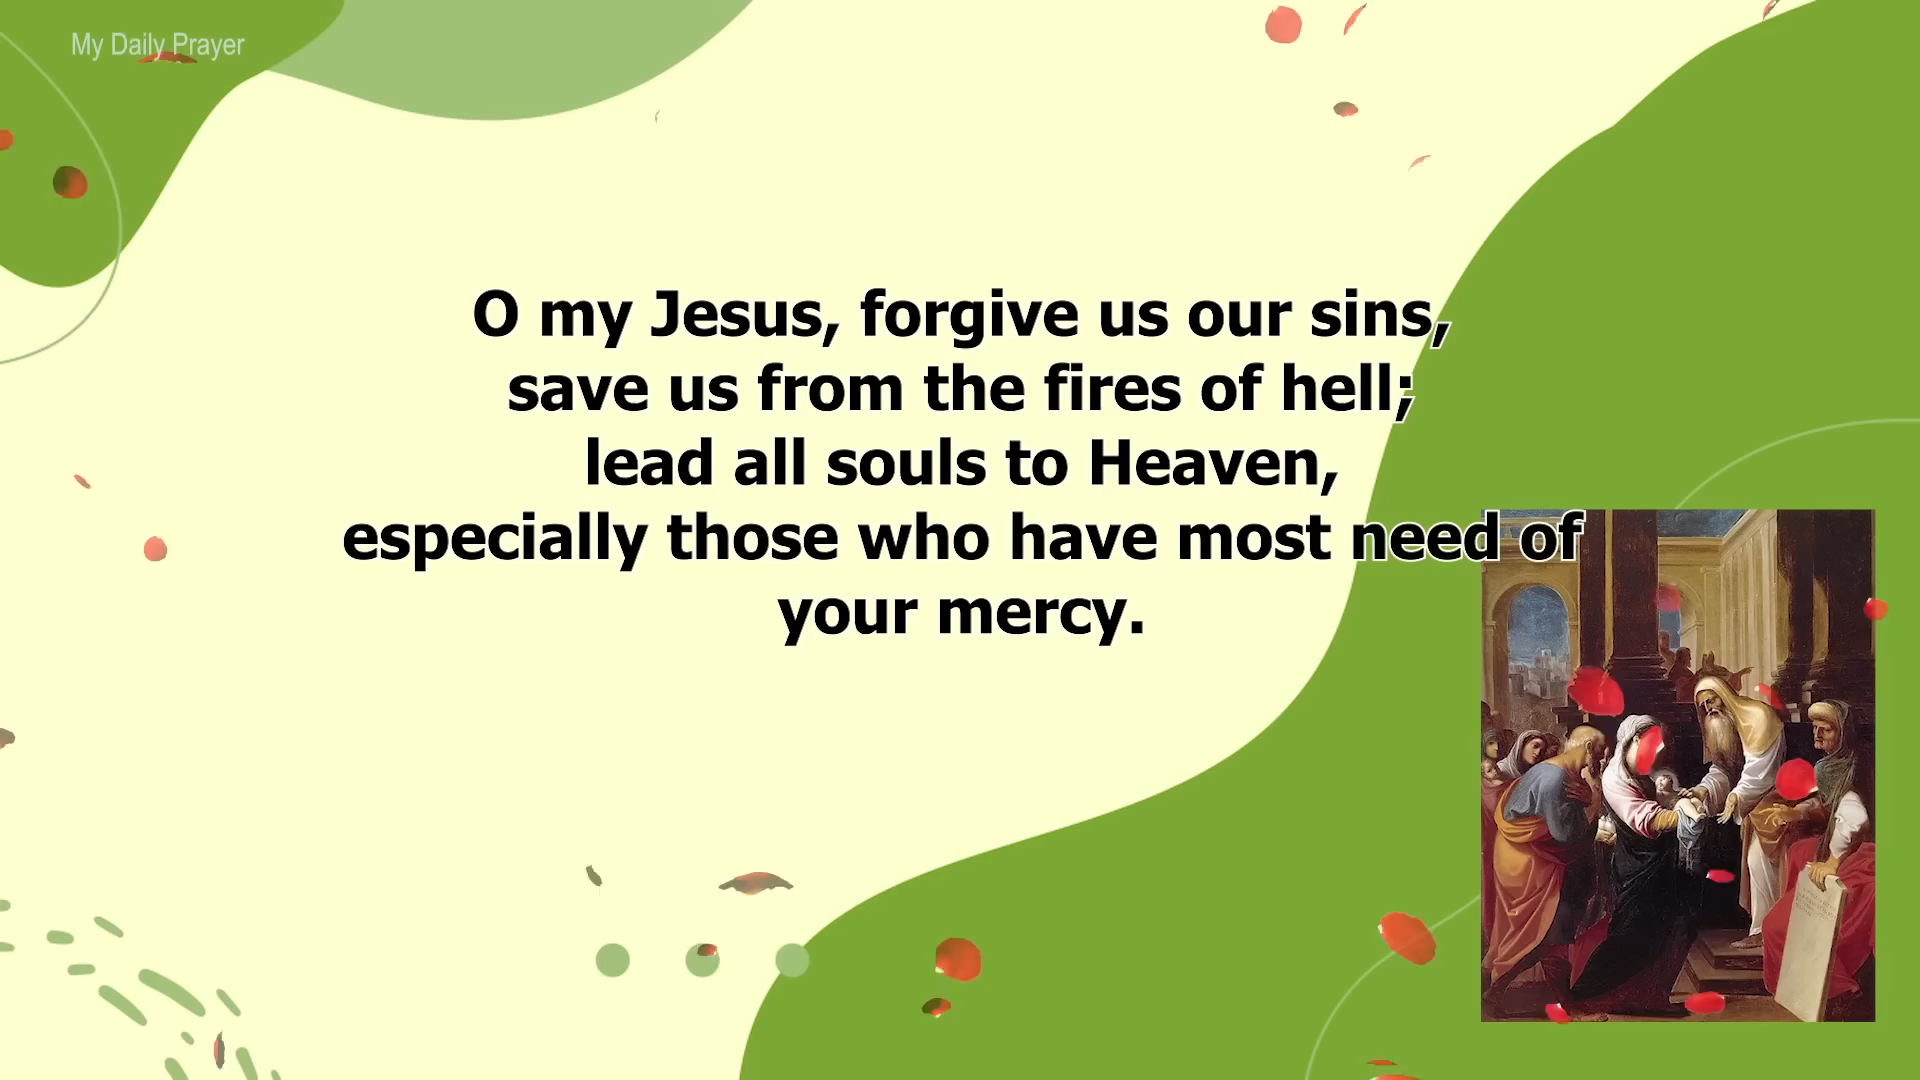 My Daily Prayer
O my Jesus, forgive us our sins,
save us from the fires of hell;
lead all souls to Heaven,
especially those who have most need of
your mercy.